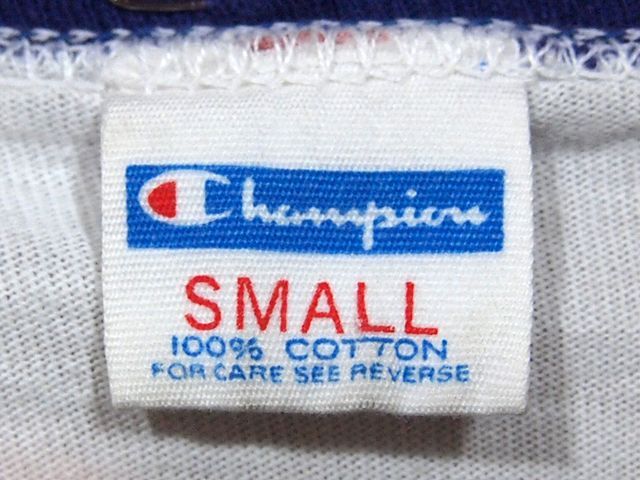 Champion
SMALL
100% COTTON
FOR CARE SEE REVERSE